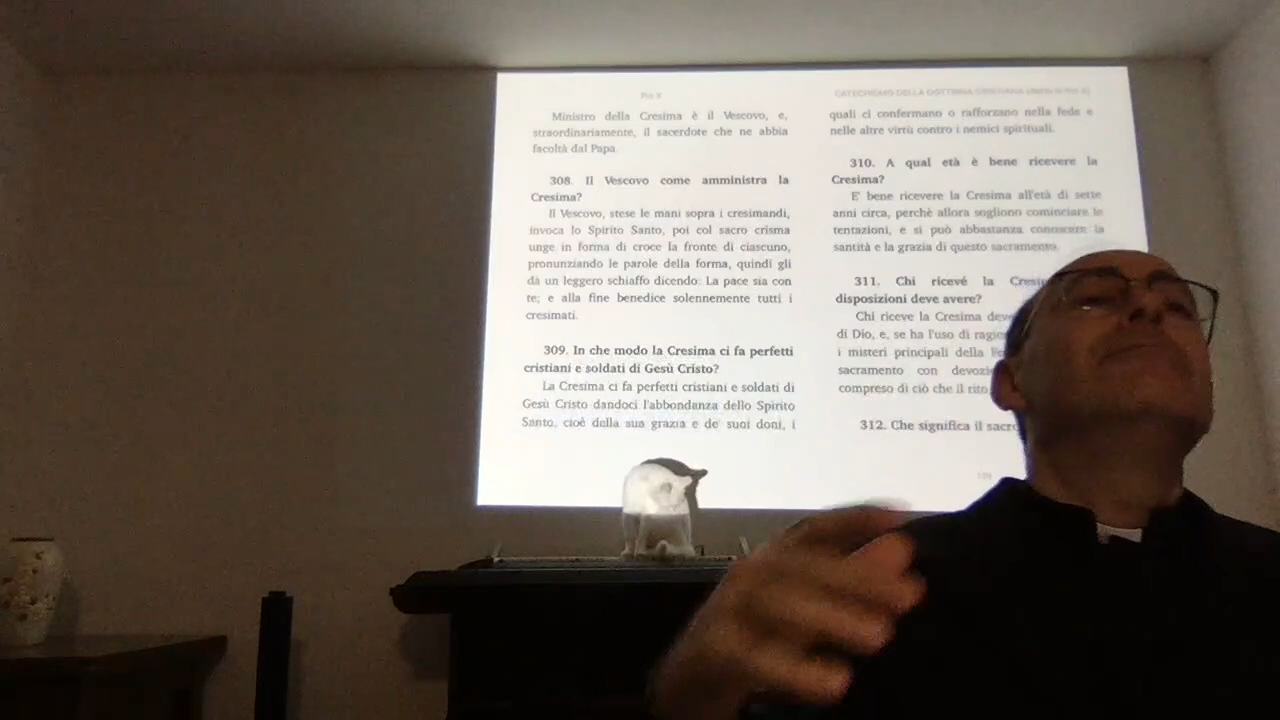 Pio X
Ministro della Cresima è il Vescovo, e,
straordinariamente, il sacerdote che ne abbia
facoltà dal Papa.
308. Il Vescovo come amministra la
Cresima?
Il Vescovo, stese le mani sopra i cresimandi,
invoca lo Spirito Santo, poi col sacro crisma
unge in forma di croce la fronte di ciascuno,
pronunziando le parole della forma, quindi gli
dà un leggero schiaffo dicendo: La pace sia con
te; e alla fine benedice solennemente tutti i
cresimati.
309. In che modo la Cresima ci fa perfetti
cristiani e soldati di Gesù Cristo?
La Cresima ci fa perfetti cristiani e soldati di
Gesù Cristo dandoci l'abbondanza dello Spirito
Santo, cioè della sua grazia e de' suoi doni, i
CATECHISMO DELLA DOTTRINA CRISTIANA
quali ci confermano o rafforzano nella fede e
nelle altre virtù contro i nemici spirituali.
310. A qual età è bene ricevere la
Cresima?
E' bene ricevere la Cresima all'età di sette
anni circa, perchè allora sogliono cominciare le
tentazioni, e si può abbastanza conoscere la
santità e la grazia di questo sacramento.
311. Chi ricevé la
disposizioni deve avere?
Chi riceve la Cresima
di Dio, e, se ha l'uso di
i misteri principali della
sacramento con
compreso di ciò che il rito
312. Che significa il